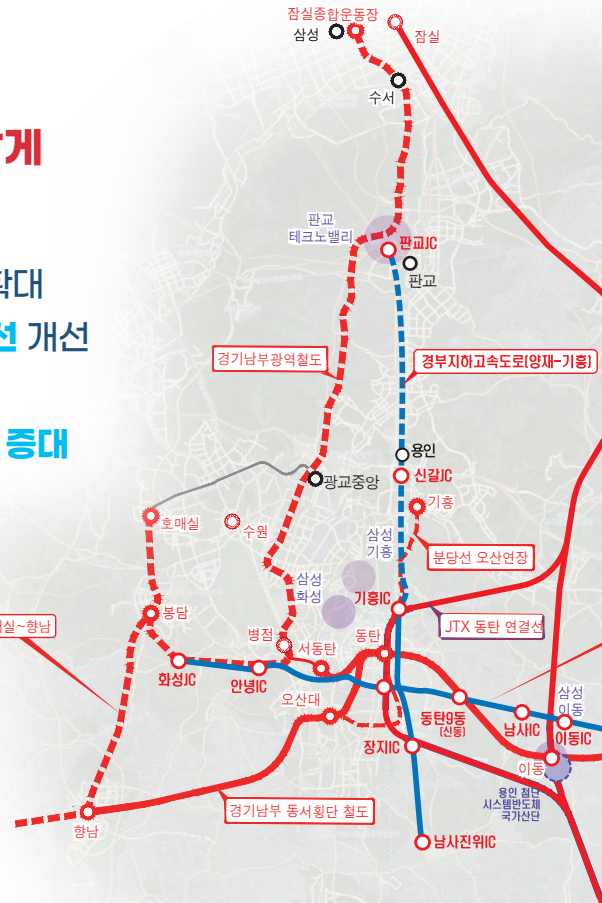 잠실종합운동장
삼성
잠실
수서
게
판교
테크노밸리
판교JC
판교
확대
선 개선
경기남부광역철도
경부지하고속도로(양재-기흥)
증대
용인
신갈JC
광교중앙
기흥
호매실
수원
삼성
기흥
분당선 오산연장
삼성
화성
기흥IC
봉담
실~향남
JTX 동탄 연결선
병점
서동탄
동탄
화성JC
안녕IC
오산대
동탄9동
(신동)
삼성
이동
남사IC
이동IC
장지IC
이동
용인 첨단
시스템반도체
국가산단
경기남부 동서횡단 철도
향남
남사진위IC